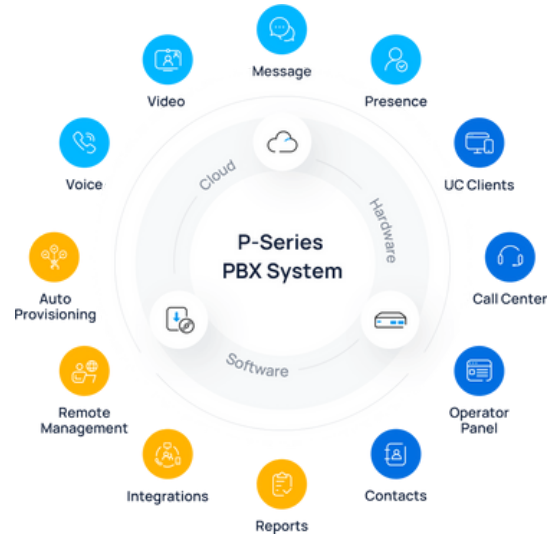 Message
Video
Presence
Voice
UC Clients
Cloud
Hardware
P-Series
PBX System
Auto
Provisioning
Call Center
Software
Remote
Management
Operator
Panel
Integrations
Contacts
Reports